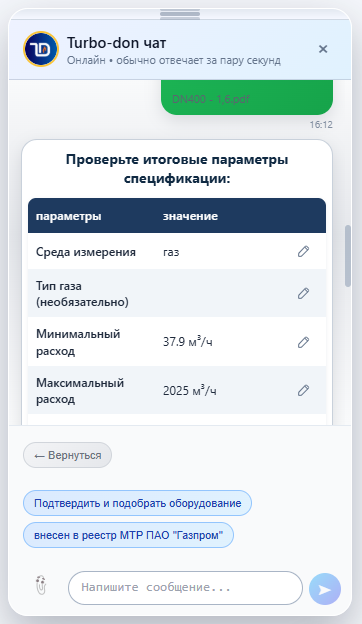 Turbo-don чат
Онлайн • обычно отвечает за пару секунд
×
DN400 - 1,6.pdf
16:12
Проверьте итоговые параметры
спецификации:
параметры значение
Среда измерения газ
Тип газа
(необязательно)
Минимальный
расход 37.9 м³/ч
Максимальный
расход 2025 м³/ч
← Вернуться
Подтвердить и подобрать оборудование
внесен в реестр МТР ПАО "Газпром"
Напишите сообщение...